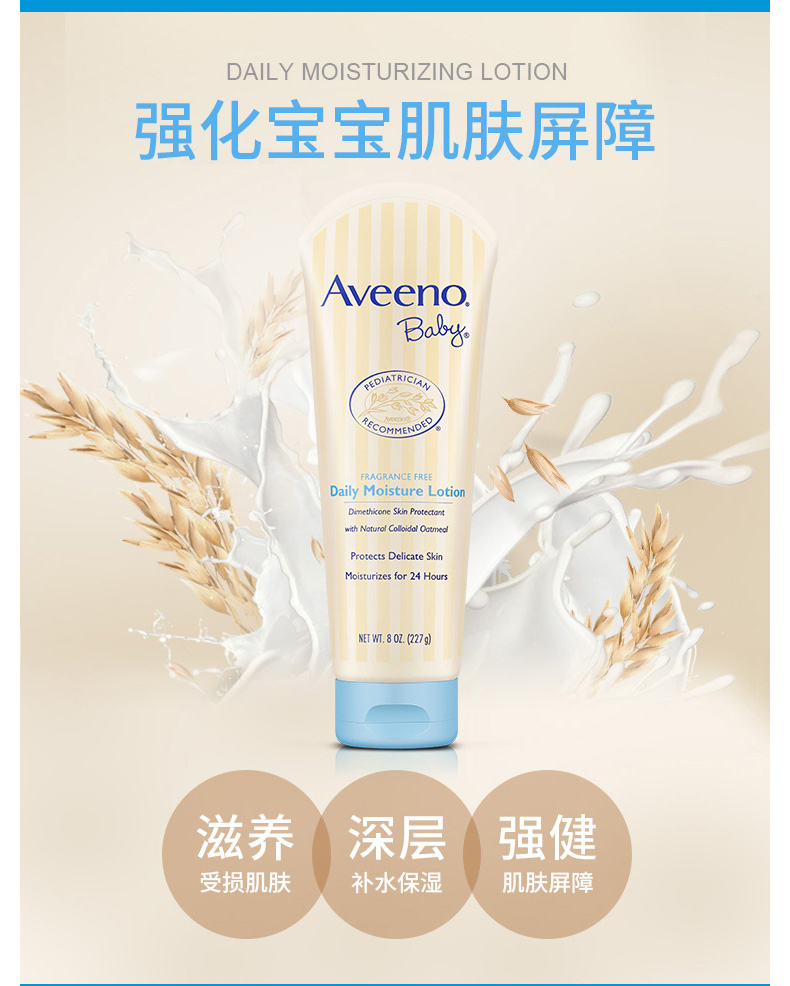 DAILY MOISTURIZING LOTION
强化宝宝肌肤屏障
Aveeno®
Baby®
PEDIATRICIAN
AVEENO®
RECOMMENDED®
FRAGRANCE FREE
Daily Moisture Lotion
Dimethicone Skin Protectant
with Natural Colloidal Oatmeal
Protects Delicate Skin
Moisturizes for 24 Hours
NET WT. 8 OZ. (227g)
滋养 深层 强健
受损肌肤 补水保湿 肌肤屏障